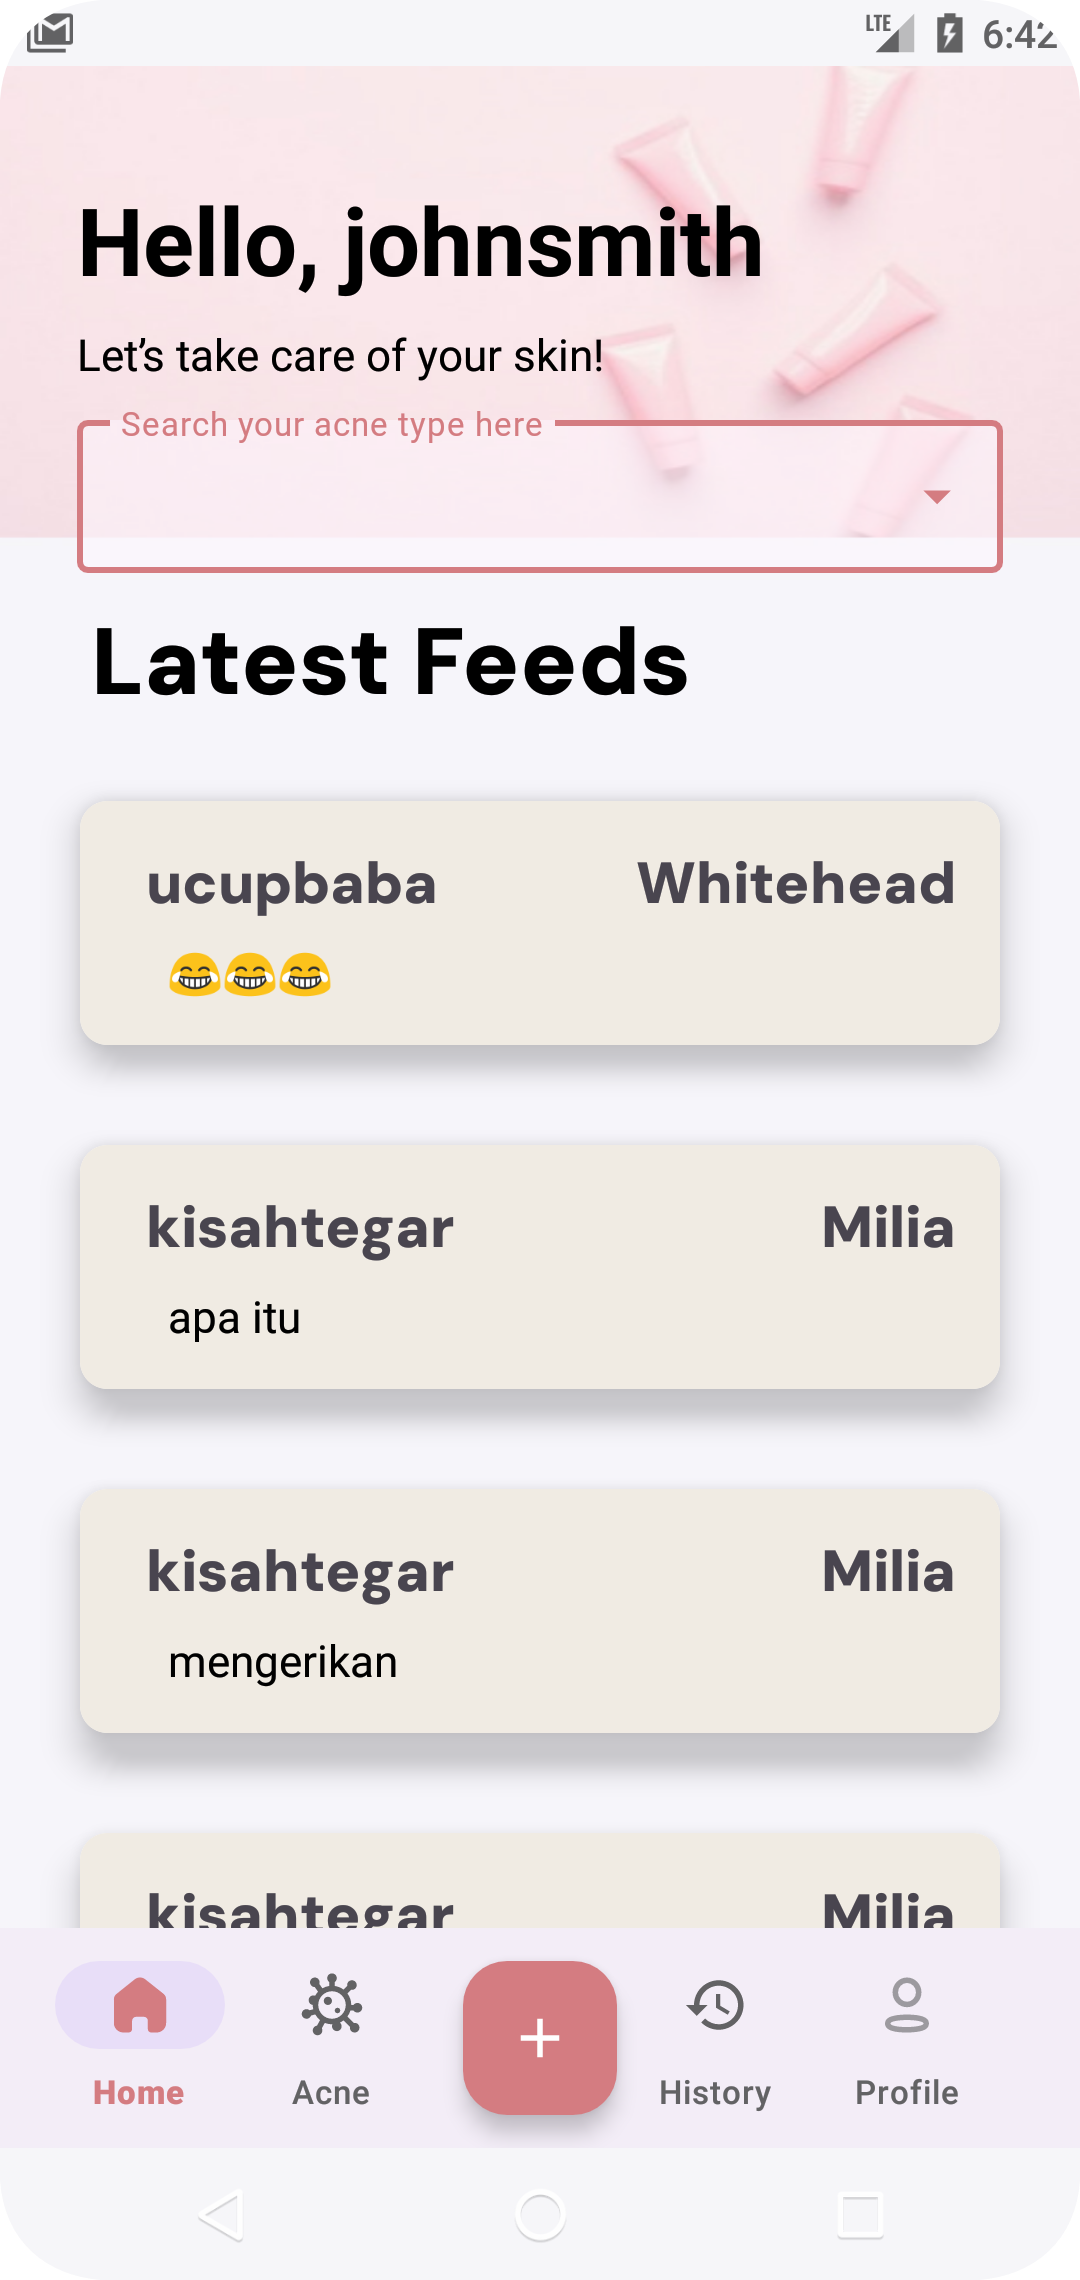 LTE 6:42
Hello, johnsmith
Let's take care of your skin!
Search your acne type here
Latest Feeds
ucupbaba Whitehead
😂😂😂
kisahtegar Milia
apa itu
kisahtegar Milia
mengerikan
kisahtegar Milia
Home Acne + History Profile